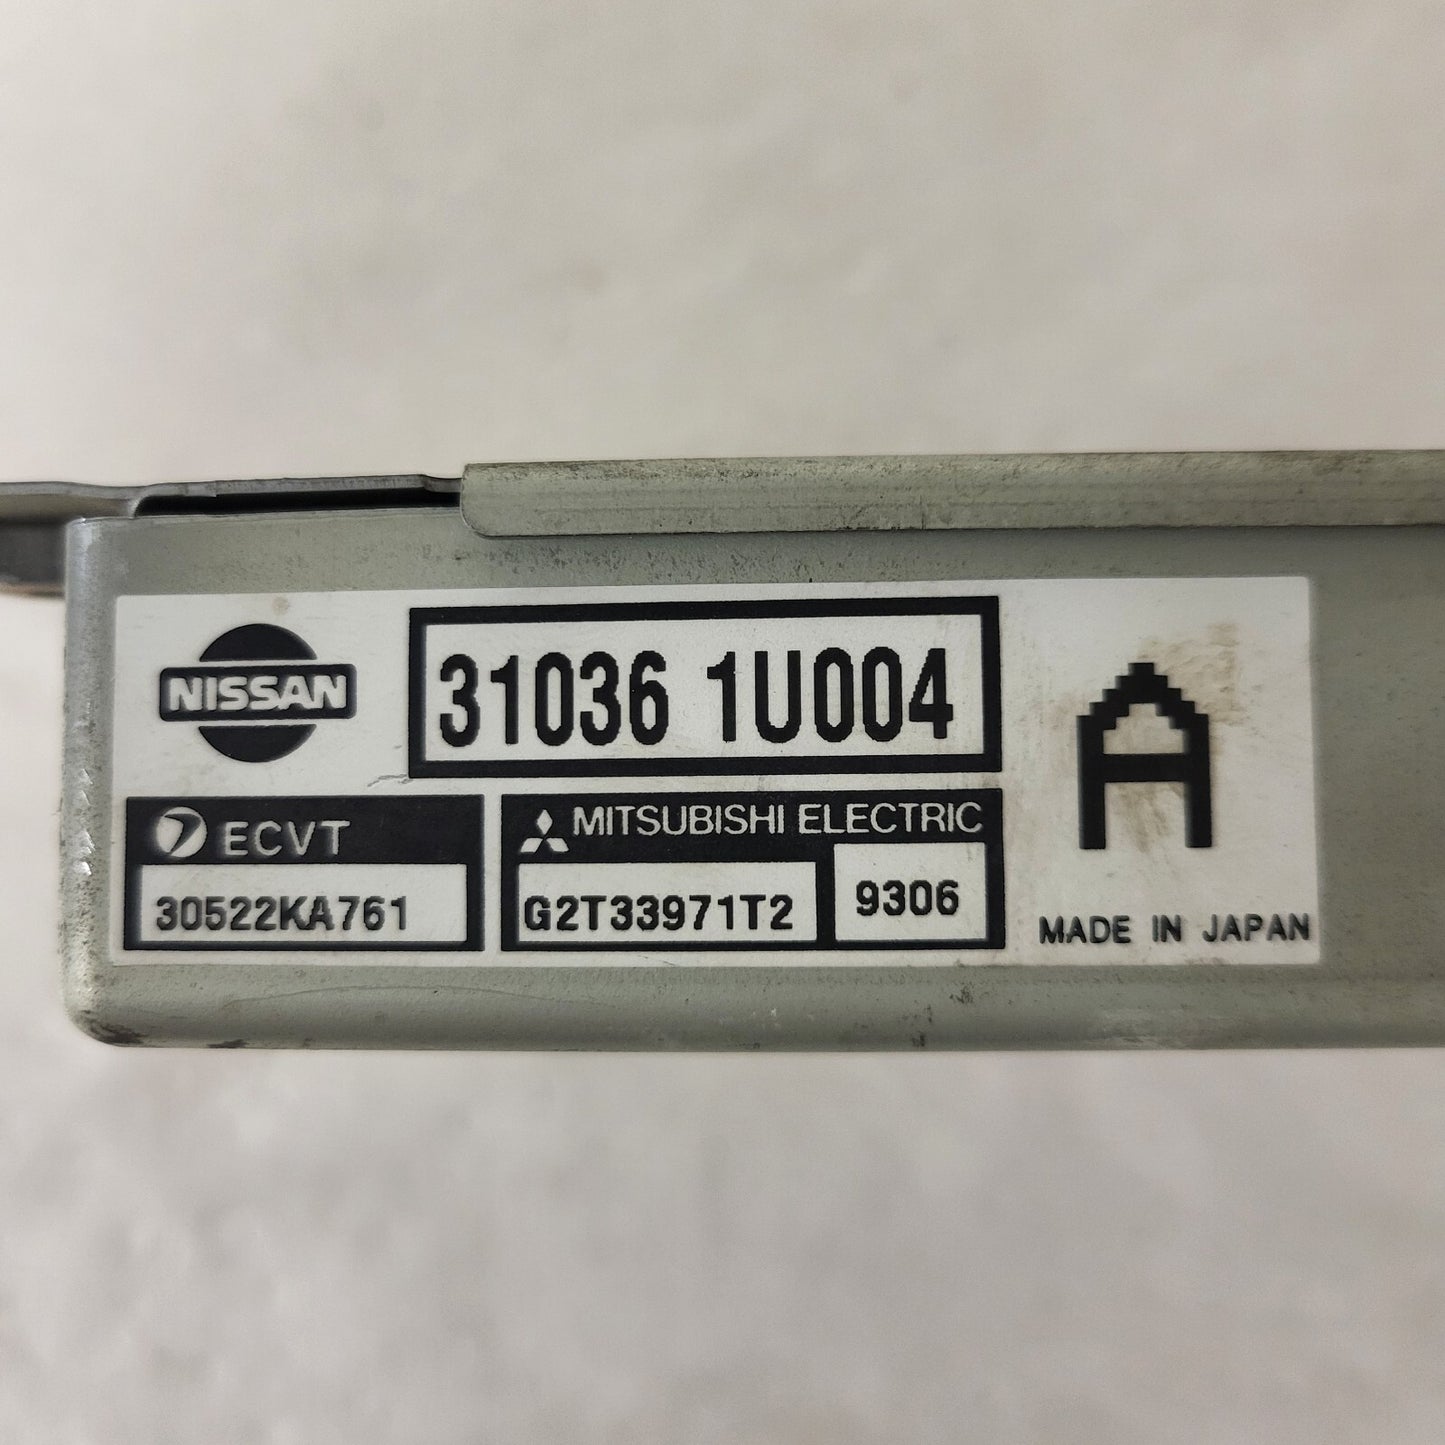 NISSAN
31036 1U004
A
ECVT
30522KA761
MITSUBISHI ELECTRIC
G2T33971T2
9306
MADE IN JAPAN